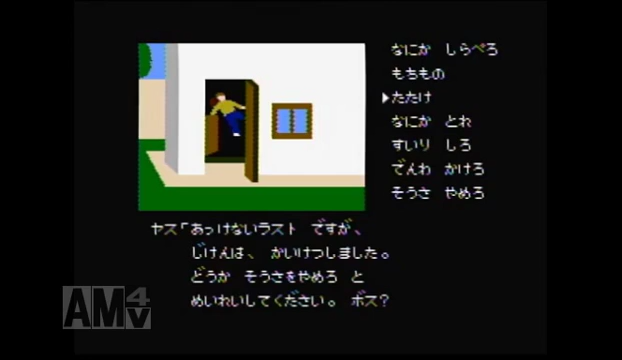 なにか しらべろ
もちもの
▶たたけ
なにか とれ
すいり しろ
でんわ かけろ
そうさ やめろ
ヤス「あっけないラスト ですが、
じけんは、 かいけつしました。
どうか そうさをやめろ と
めいれいしてください。 ボス?
AM4V